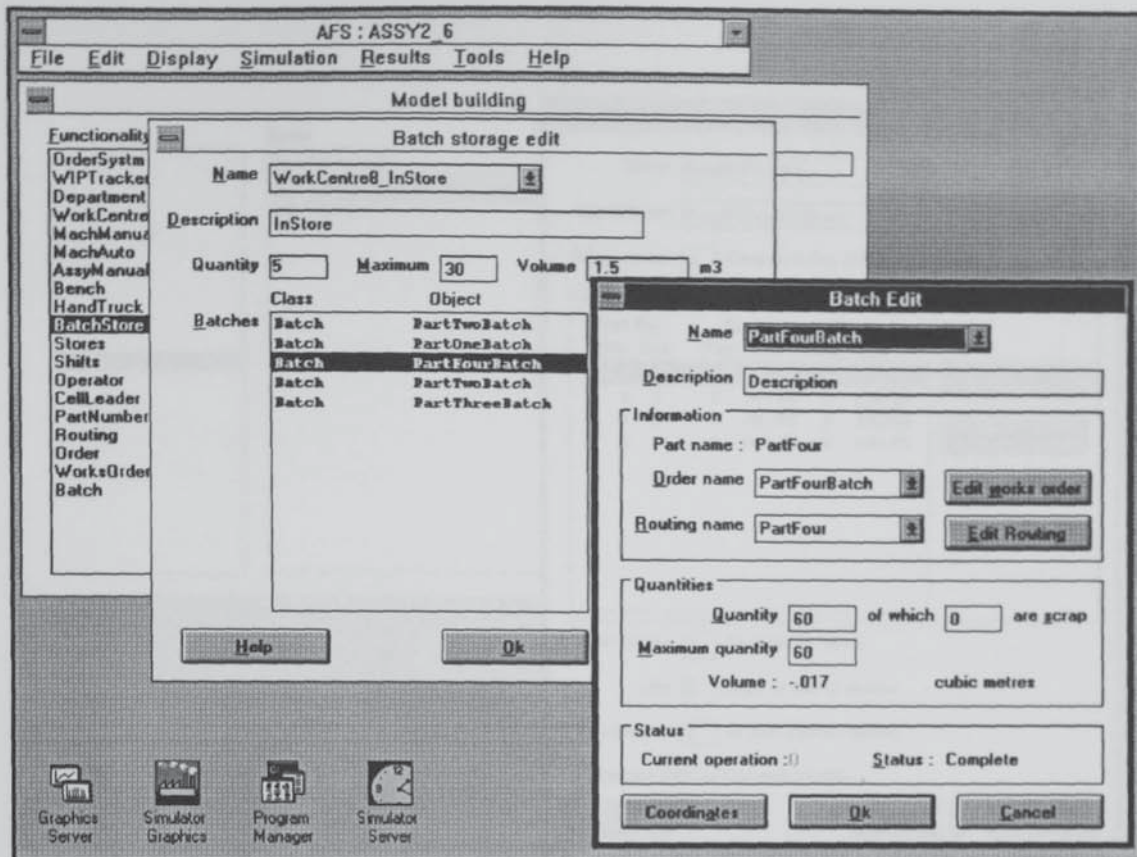 AFS : ASSY2_6
File Edit Display Simulation Results Tools Help
Model building
Functionality
OrderSystm
WIPTracker
Department
WorkCentre
MachManua
MachAuto
AssyManual
Bench
HandTruck
BatchStore
Stores
Shifts
Operator
CellLeader
PartNumber
Routing
Order
WorksOrder
Batch
Batch storage edit
Name WorkCentre8_InStore
Description InStore
Quantity 5 Maximum 30 Volume 1.5 m3
Class Object
Batches Batch PartTwoBatch
Batch PartOneBatch
Batch PartFourBatch
Batch PartTwoBatch
Batch PartThreeBatch
Help Ok
Batch Edit
Name PartFourBatch
Description Description
Information
Part name : PartFour
Order name PartFourBatch Edit works order
Routing name PartFour Edit Routing
Quantities
Quantity 60 of which 0 are scrap
Maximum quantity 60
Volume : -.017 cubic metres
Status
Current operation :0 Status : Complete
Coordinates Ok Cancel
Graphics Server
Simulator Graphics
Program Manager
Simulator Server